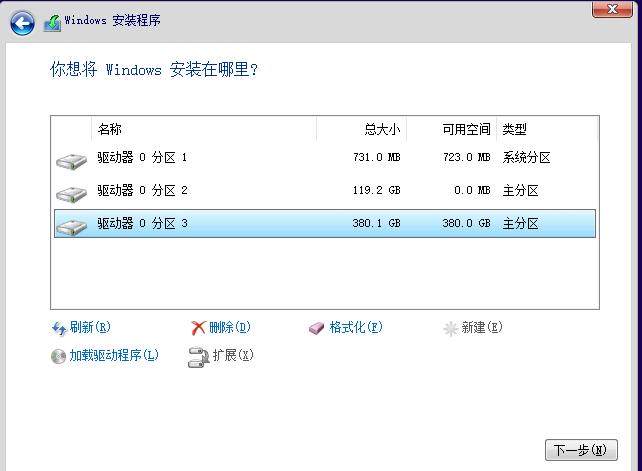 Windows 安装程序
你想将 Windows 安装在哪里?
名称 总大小 可用空间 类型
驱动器 0 分区 1 731.0 MB 723.0 MB 系统分区
驱动器 0 分区 2 119.2 GB 0.0 MB 主分区
驱动器 0 分区 3 380.1 GB 380.0 GB 主分区
刷新(R) 删除(D) 格式化(F) 新建(E)
加载驱动程序(L) 扩展(X)
下一步(N)